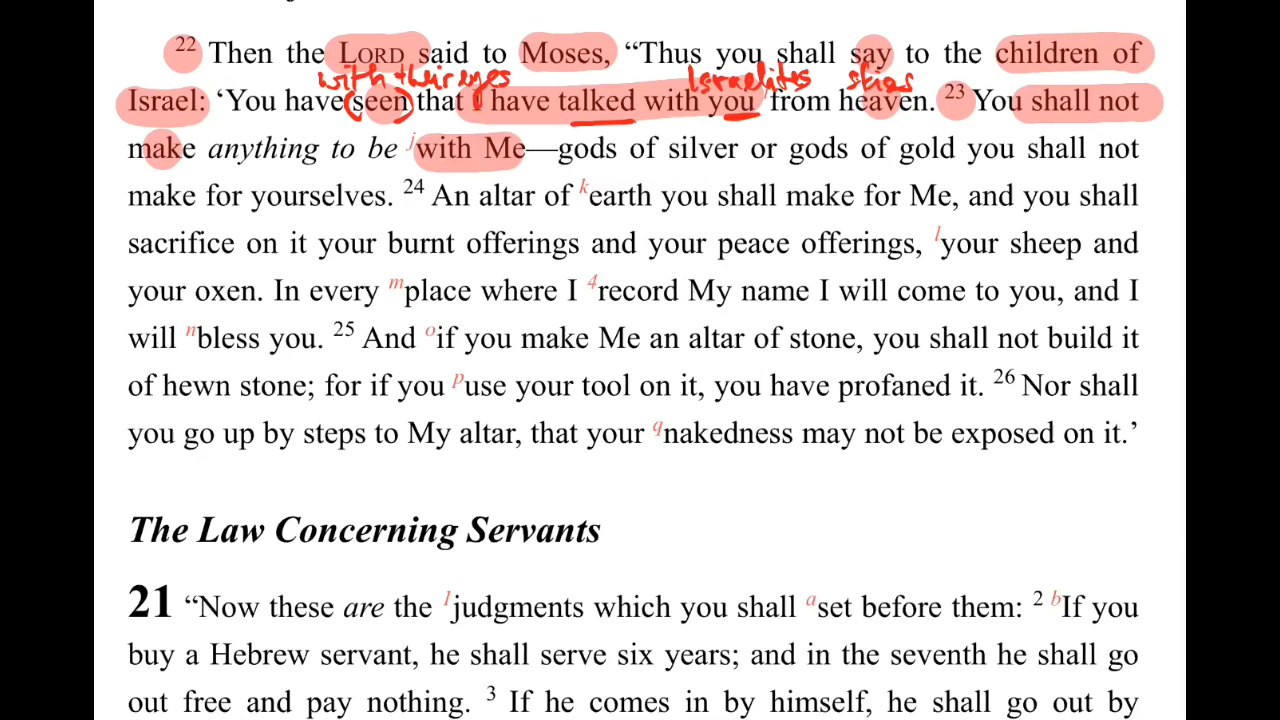 22 Then the LORD said to Moses, “Thus you shall say to the children of
with their eyes Israelites skies
Israel: ‘You have seen that I have talked with you from heaven. 23 You shall not
make anything to be j with Me—gods of silver or gods of gold you shall not
make for yourselves. 24 An altar of k earth you shall make for Me, and you shall
sacrifice on it your burnt offerings and your peace offerings, l your sheep and
your oxen. In every m place where I 4 record My name I will come to you, and I
will n bless you. 25 And o if you make Me an altar of stone, you shall not build it
of hewn stone; for if you p use your tool on it, you have profaned it. 26 Nor shall
you go up by steps to My altar, that your q nakedness may not be exposed on it.’
The Law Concerning Servants
21 “Now these are the 1 judgments which you shall a set before them: 2 b If you
buy a Hebrew servant, he shall serve six years; and in the seventh he shall go
out free and pay nothing. 3 If he comes in by himself, he shall go out by